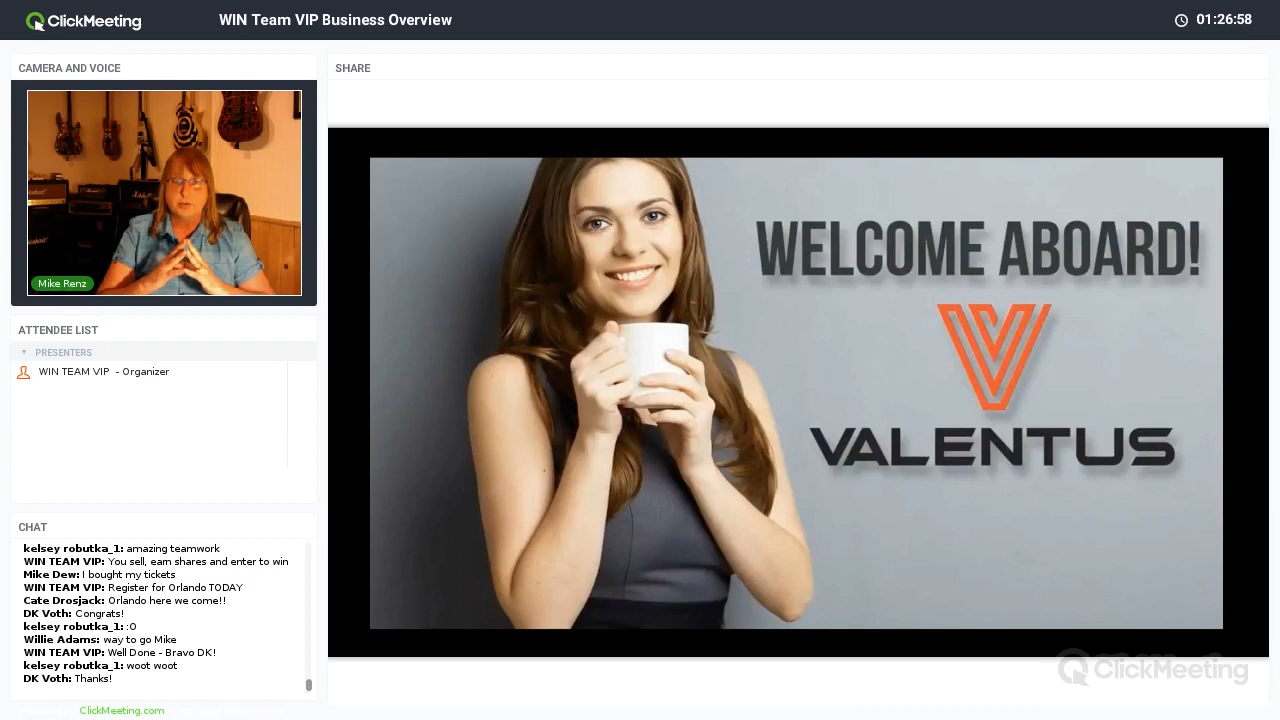 ClickMeeting
WIN Team VIP Business Overview
01:26:58
CAMERA AND VOICE
Mike Renz
ATTENDEE LIST
PRESENTERS
WIN TEAM VIP - Organizer
CHAT
kelsey robutka_1: amazing teamwork
WIN TEAM VIP: You sell, earn shares and enter to win
Mike Dew: I bought my tickets
WIN TEAM VIP: Register for Orlando TODAY
Cate Drosjack: Orlando here we come!!
DK Voth: Congrats!
kelsey robutka_1: :O
Willie Adams: way to go Mike
WIN TEAM VIP: Well Done - Bravo DK!
kelsey robutka_1: woot woot
DK Voth: Thanks!
ClickMeeting.com
SHARE
WELCOME ABOARD!
VALENTUS
ClickMeeting